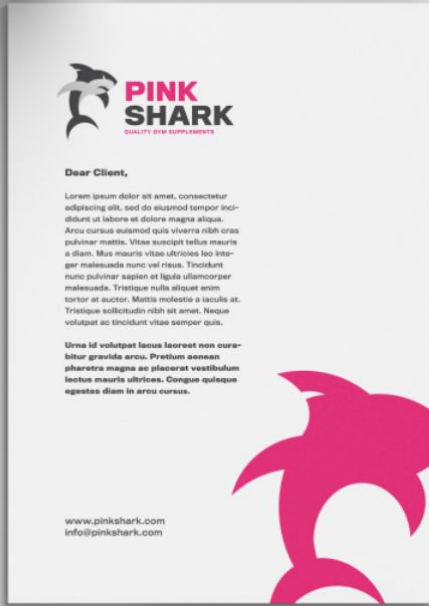 PINK
SHARK
QUALITY GYM SUPPLEMENTS
Dear Client,
Lorem ipsum dolor sit amet, consectetur
adipiscing elit, sed do eiusmod tempor inci-
didunt ut labore et dolore magna aliqua.
Arcu cursus euismod quis viverra nibh cras
pulvinar mattis. Vitae suscipit tellus mauris
a diam. Mus mauris vitae ultricies leo inte-
ger malesuada nunc vel risus. Tincidunt
nunc pulvinar sapien et ligula ullamcorper
malesuada. Tristique nulla aliquet enim
tortor at auctor. Mattis molestie a iaculis at.
Tristique sollicitudin nibh sit amet. Neque
volutpat ac tincidunt vitae semper quis.
Urna id volutpat lacus laoreet non cura-
bitur gravida arcu. Pretium aenean
pharetra magna ac placerat vestibulum
lectus mauris ultrices. Congue quisque
egestas diam in arcu cursus.
www.pinkshark.com
info@pinkshark.com